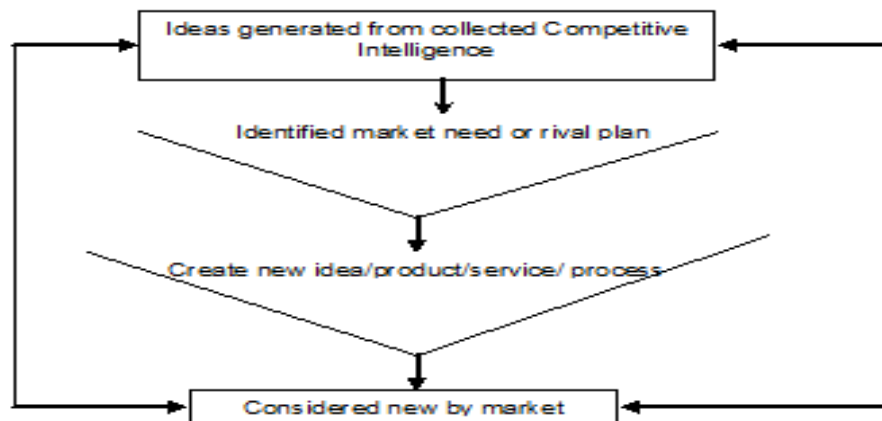 Ideas generated from collected Competitive
Intelligence
Identified market need or rival plan
Create new idea/product/service/ process
Considered new by market